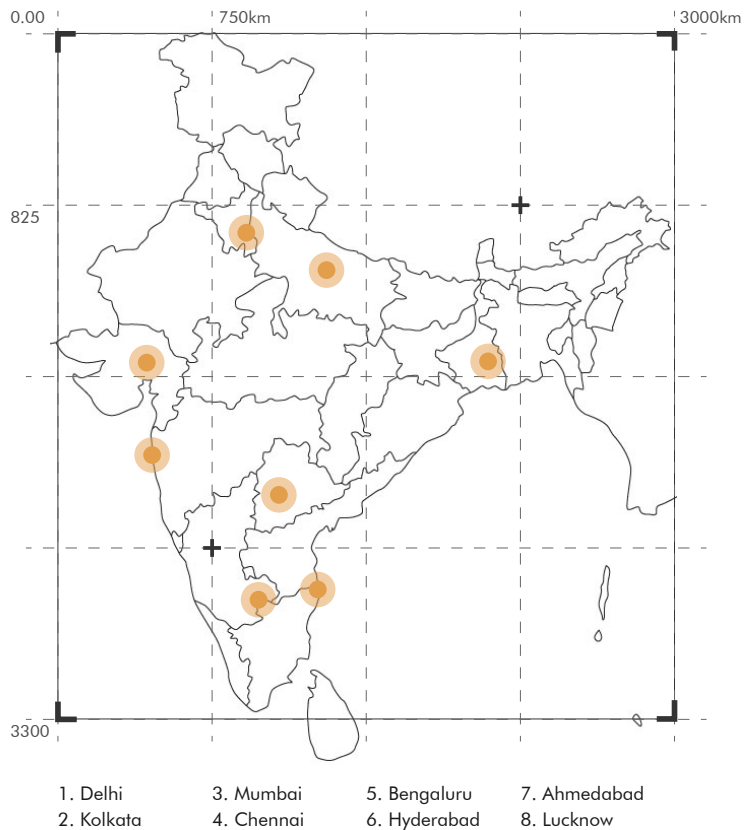 0.00 750km 3000km
825
3300
1. Delhi 3. Mumbai 5. Bengaluru 7. Ahmedabad
2. Kolkata 4. Chennai 6. Hyderabad 8. Lucknow